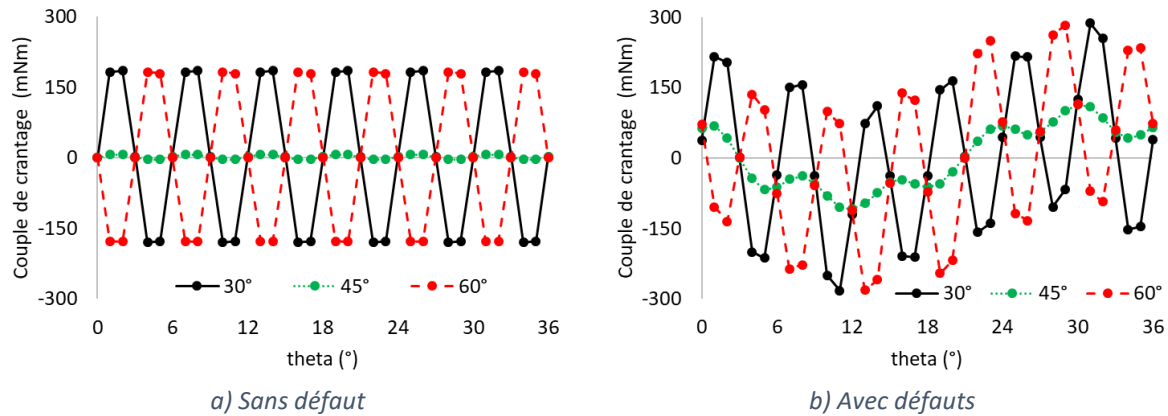 Couple de crantage (mNm)
300
150
0
-150
-300
30° 45° 60°
0 6 12 18 24 30 36
theta (°)
a) Sans défaut
Couple de crantage (mNm)
300
150
0
-150
-300
30° 45° 60°
0 6 12 18 24 30 36
theta (°)
b) Avec défauts